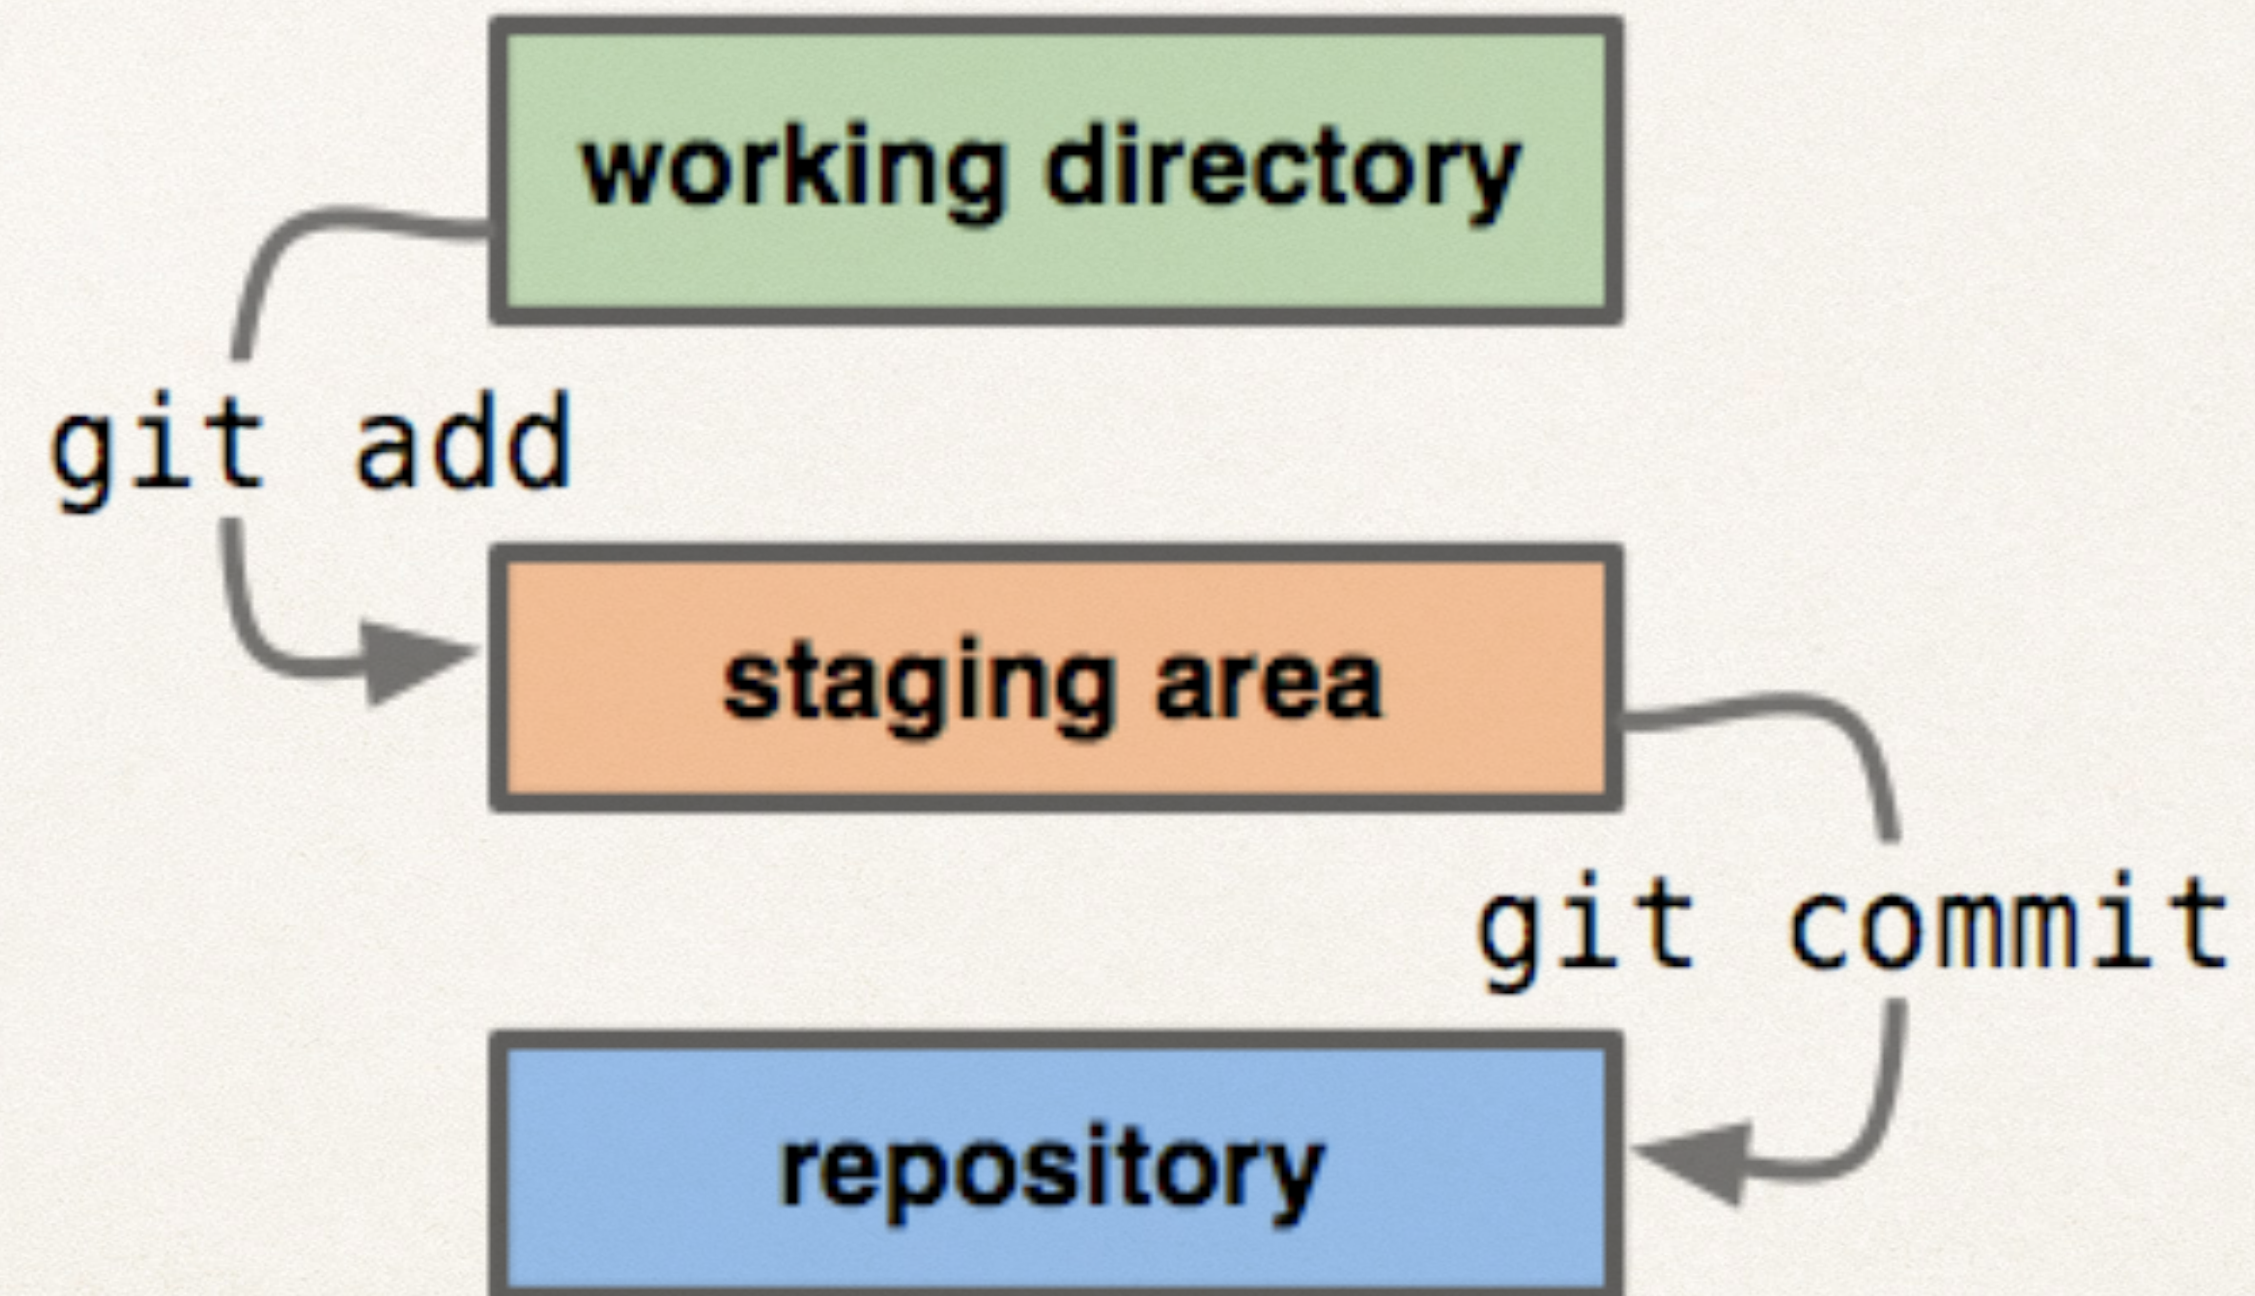 working directory
git add
staging area
git commit
repository